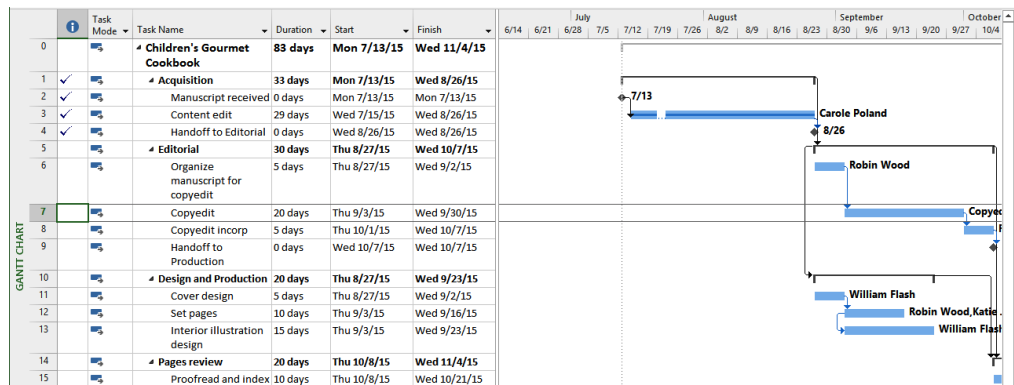 July August September October
Task Mode Task Name Duration Start Finish 6/14 6/21 6/28 7/5 7/12 7/19 7/26 8/2 8/9 8/16 8/23 8/30 9/6 9/13 9/20 9/27 10/4
0 Children's Gourmet Cookbook 83 days Mon 7/13/15 Wed 11/4/15
1 Acquisition 33 days Mon 7/13/15 Wed 8/26/15
2 Manuscript received 0 days Mon 7/13/15 Mon 7/13/15 7/13
3 Content edit 29 days Wed 7/15/15 Wed 8/26/15 Carole Poland
4 Handoff to Editorial 0 days Wed 8/26/15 Wed 8/26/15 8/26
5 Editorial 30 days Thu 8/27/15 Wed 10/7/15
6 Organize manuscript for copyedit 5 days Thu 8/27/15 Wed 9/2/15 Robin Wood
7 Copyedit 20 days Thu 9/3/15 Wed 9/30/15 Copyec
8 Copyedit incorp 5 days Thu 10/1/15 Wed 10/7/15
9 Handoff to Production 0 days Wed 10/7/15 Wed 10/7/15
10 Design and Production 20 days Thu 8/27/15 Wed 9/23/15
11 Cover design 5 days Thu 8/27/15 Wed 9/2/15 William Flash
12 Set pages 10 days Thu 9/3/15 Wed 9/16/15 Robin Wood,Katie
13 Interior illustration design 15 days Thu 9/3/15 Wed 9/23/15 William Flash
14 Pages review 20 days Thu 10/8/15 Wed 11/4/15
15 Proofread and index 10 days Thu 10/8/15 Wed 10/21/15
GANTT CHART